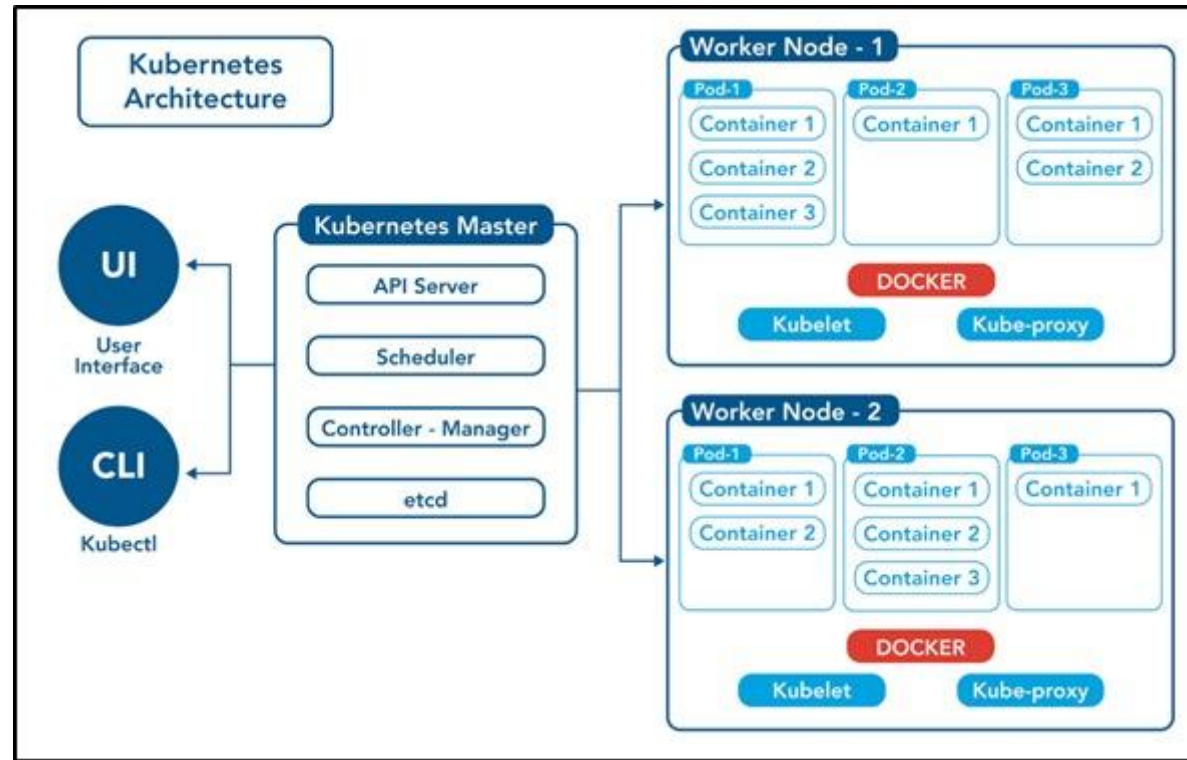 Kubernetes
Architecture
UI
User
Interface
CLI
Kubectl
Kubernetes Master
API Server
Scheduler
Controller - Manager
etcd
Worker Node - 1
Pod-1
Container 1
Container 2
Container 3
Pod-2
Container 1
Pod-3
Container 1
Container 2
DOCKER
Kubelet
Kube-proxy
Worker Node - 2
Pod-1
Container 1
Container 2
Pod-2
Container 1
Container 2
Container 3
Pod-3
Container 1
DOCKER
Kubelet
Kube-proxy